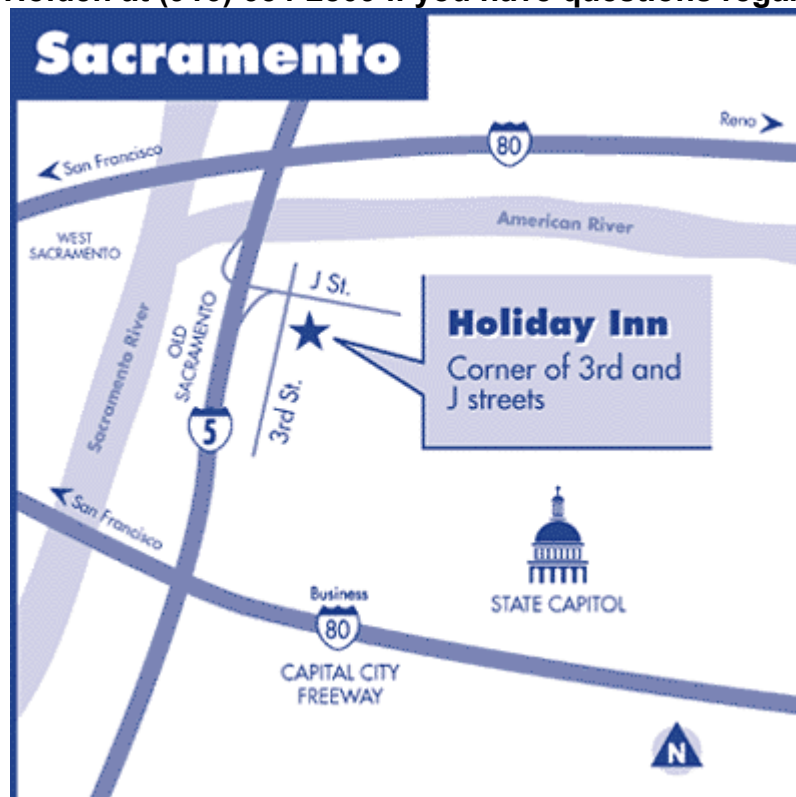 Sacramento
Reno
80
San Francisco
American River
WEST
SACRAMENTO
J St.
Holiday Inn
Corner of 3rd and
J streets
OLD
SACRAMENTO
Sacramento River
3rd St.
5
San Francisco
STATE CAPITOL
Business
80
CAPITAL CITY
FREEWAY
N